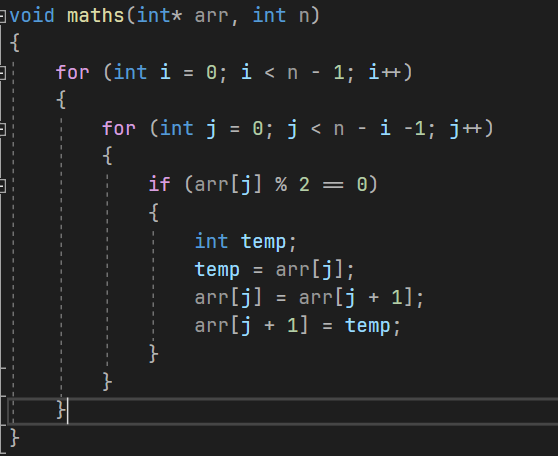 void maths(int* arr, int n)
{
for (int i = 0; i < n - 1; i++)
{
for (int j = 0; j < n - i -1; j++)
{
if (arr[j] % 2 == 0)
{
int temp;
temp = arr[j];
arr[j] = arr[j + 1];
arr[j + 1] = temp;
}
}
}
}